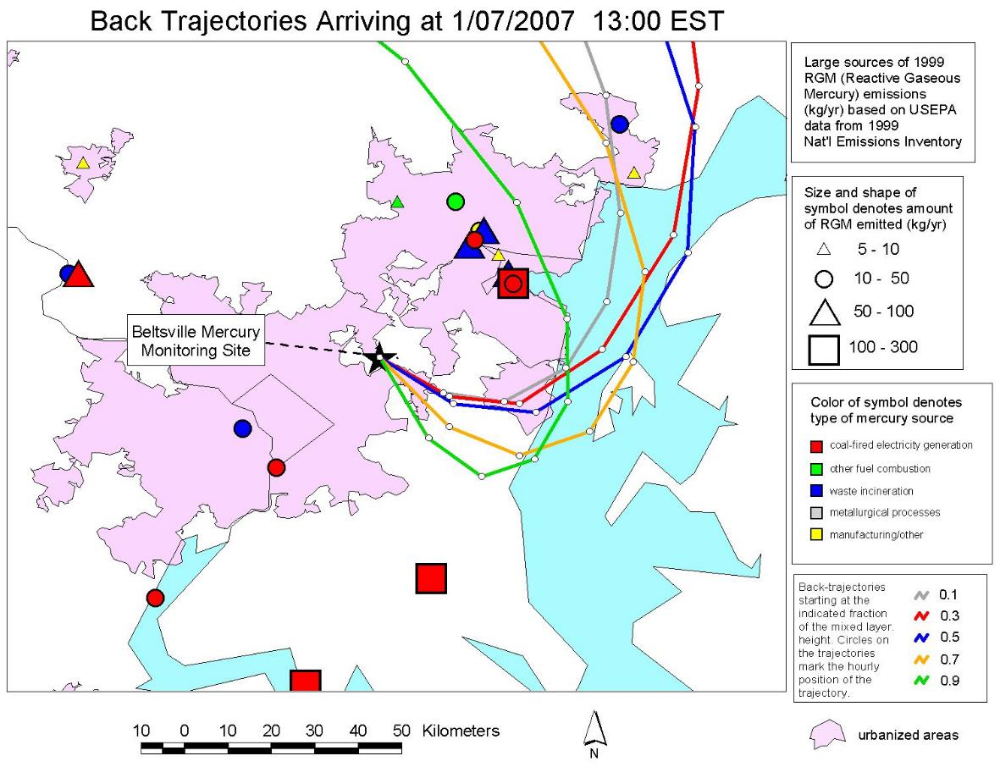 Back Trajectories Arriving at 1/07/2007 13:00 EST
Large sources of 1999
RGM (Reactive Gaseous
Mercury) emissions
(kg/yr) based on USEPA
data from 1999
Nat'l Emissions Inventory
Size and shape of
symbol denotes amount
of RGM emitted (kg/yr)
5 - 10
10 - 50
50 - 100
100 - 300
Beltsville Mercury
Monitoring Site
Color of symbol denotes
type of mercury source
coal-fired electricity generation
other fuel combustion
waste incineration
metallurgical processes
manufacturing/other
Back-trajectories
starting at the
indicated fraction
of the mixed layer.
height. Circles on
the trajectories
mark the hourly
position of the
trajectory.
0.1
0.3
0.5
0.7
0.9
10 0 10 20 30 40 50 Kilometers
N
urbanized areas